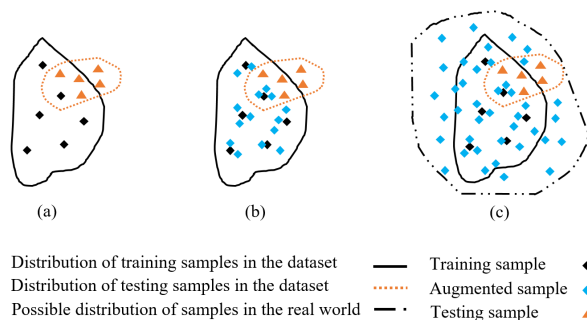 (a) (b) (c)
Distribution of training samples in the dataset Training sample
Distribution of testing samples in the dataset Augmented sample
Possible distribution of samples in the real world Testing sample